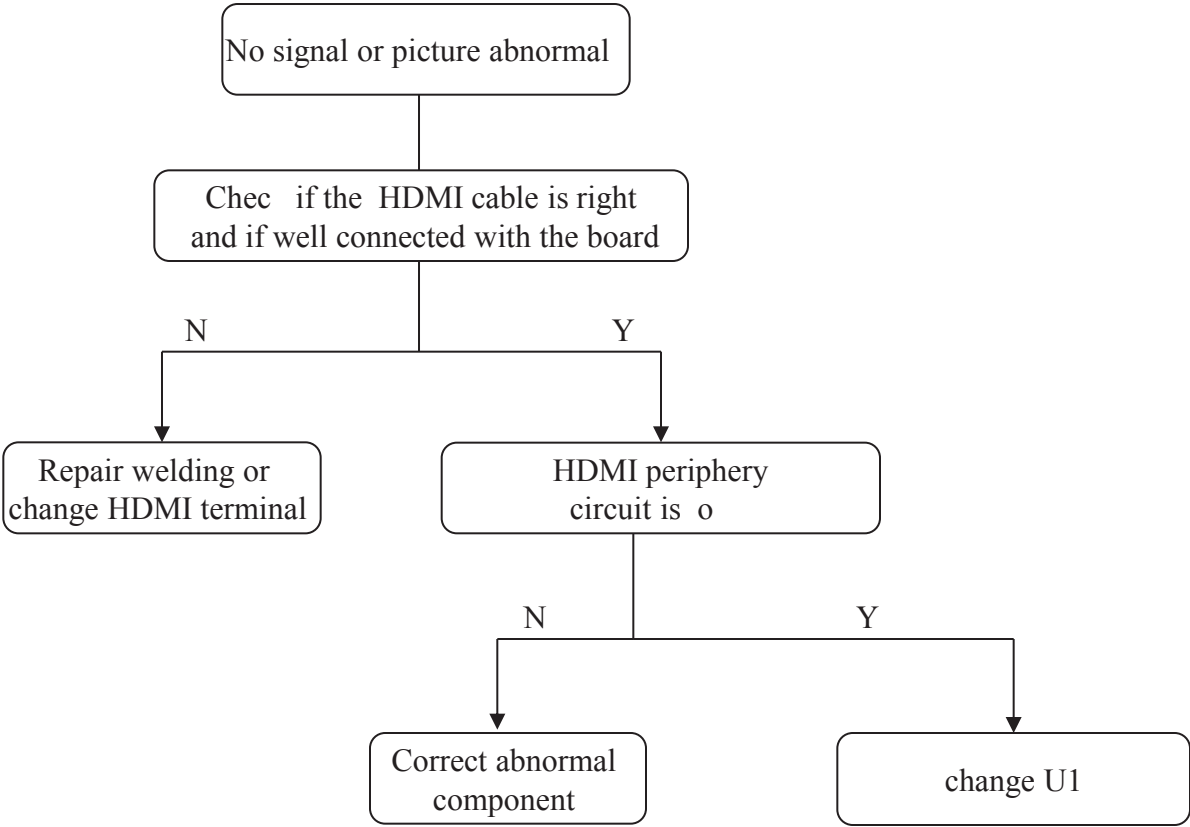 No signal or picture abnormal
Chec if the HDMI cable is right
and if well connected with the board
N
Y
Repair welding or
change HDMI terminal
HDMI periphery
circuit is o
N
Y
Correct abnormal
component
change U1